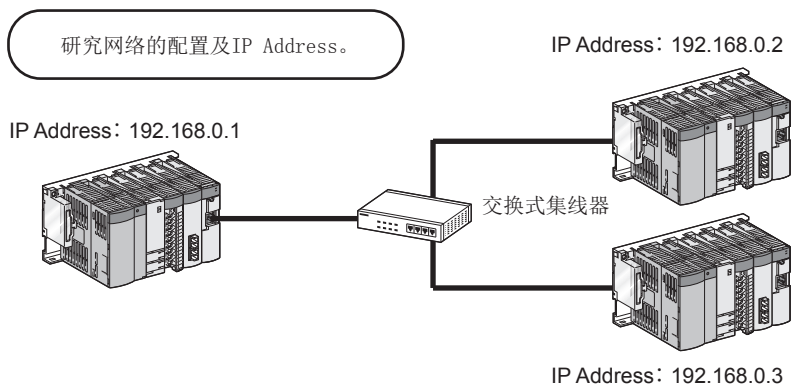 研究网络的配置及IP Address。
IP Address：192.168.0.2
IP Address：192.168.0.1
交换式集线器
IP Address：192.168.0.3